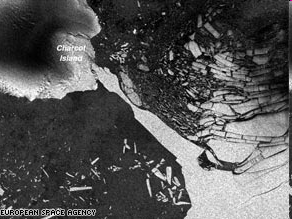 Charcot
Island
EUROPEAN SPACE AGENCY